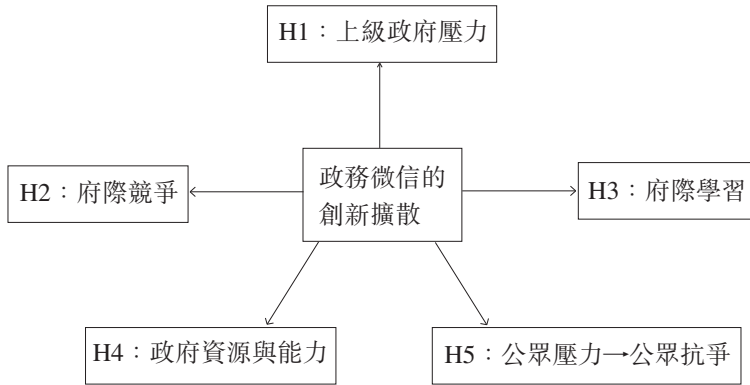 H1：上級政府壓力
H2：府際競爭
政務微信的
創新擴散
H3：府際學習
H4：政府資源與能力
H5：公眾壓力→公眾抗爭